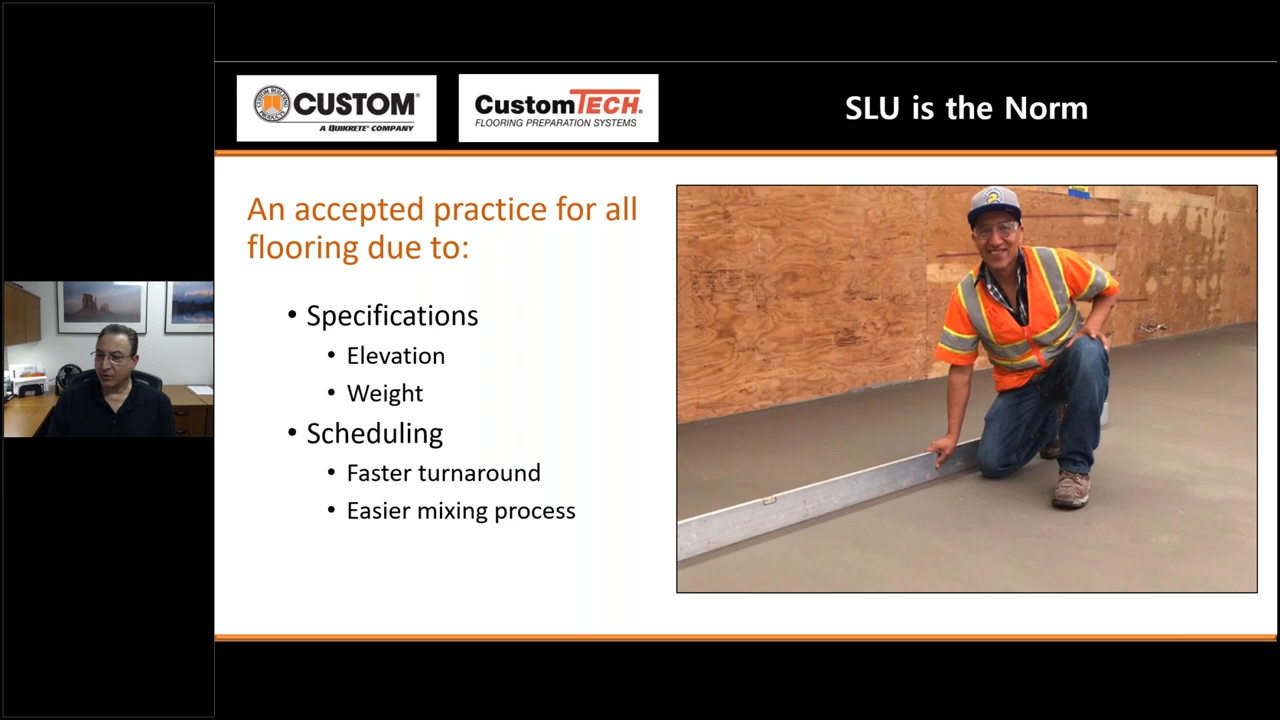 CUSTOM®
A QUIKRETE® COMPANY
CustomTECH®
FLOORING PREPARATION SYSTEMS
SLU is the Norm
An accepted practice for all
flooring due to:
• Specifications
• Elevation
• Weight
• Scheduling
• Faster turnaround
• Easier mixing process